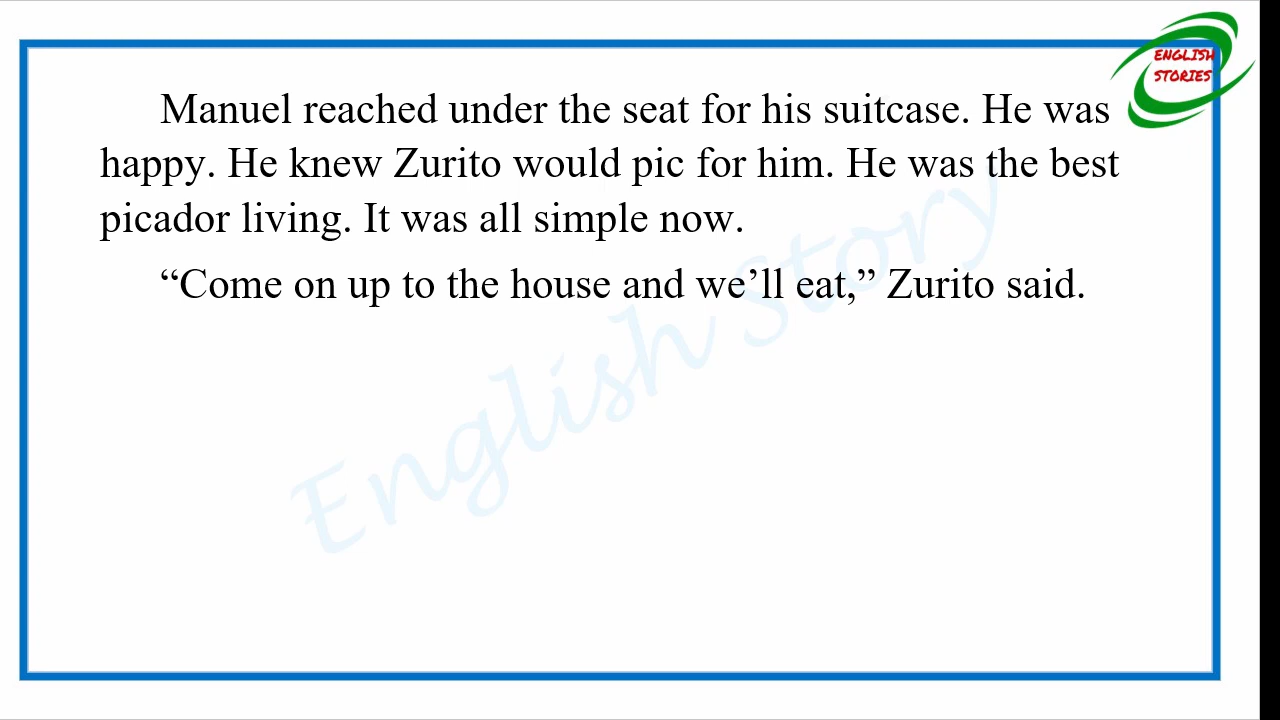 ENGLISH
STORIES
Manuel reached under the seat for his suitcase. He was
happy. He knew Zurito would pic for him. He was the best
picador living. It was all simple now.
“Come on up to the house and we’ll eat,” Zurito said.
English Story